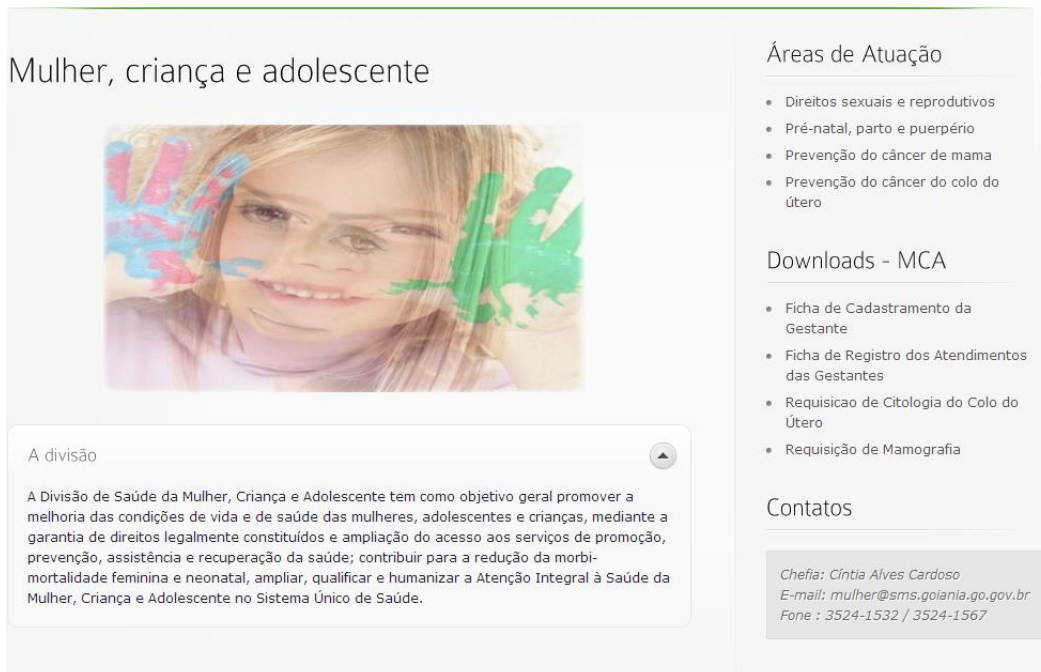 Mulher, criança e adolescente
A divisão
A Divisão de Saúde da Mulher, Criança e Adolescente tem como objetivo geral promover a
melhoria das condições de vida e de saúde das mulheres, adolescentes e crianças, mediante a
garantia de direitos legalmente constituídos e ampliação do acesso aos serviços de promoção,
prevenção, assistência e recuperação da saúde; contribuir para a redução da morbi-
mortalidade feminina e neonatal, ampliar, qualificar e humanizar a Atenção Integral à Saúde da
Mulher, Criança e Adolescente no Sistema Único de Saúde.
Áreas de Atuação
Direitos sexuais e reprodutivos
Pré-natal, parto e puerpério
Prevenção do câncer de mama
Prevenção do câncer do colo do
útero
Downloads - MCA
Ficha de Cadastramento da
Gestante
Ficha de Registro dos Atendimentos
das Gestantes
Requisicao de Citologia do Colo do
Útero
Requisição de Mamografia
Contatos
Chefia: Cíntia Alves Cardoso
E-mail: mulher@sms.goiania.go.gov.br
Fone : 3524-1532 / 3524-1567